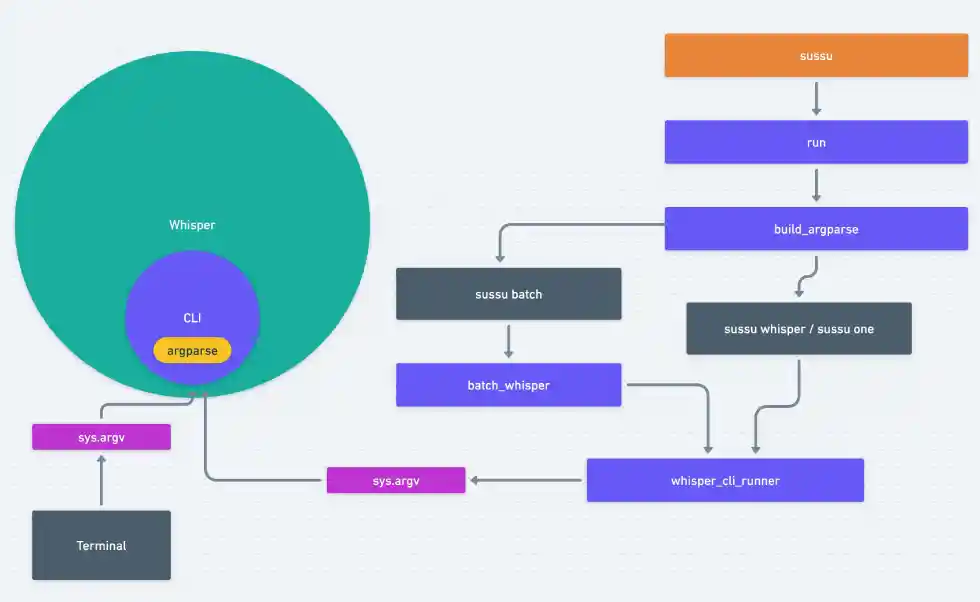 sussu
run
Whisper
build_argparse
sussu batch
CLI
sussu whisper / sussu one
argparse
batch_whisper
sys.argv
sys.argv
whisper_cli_runner
Terminal